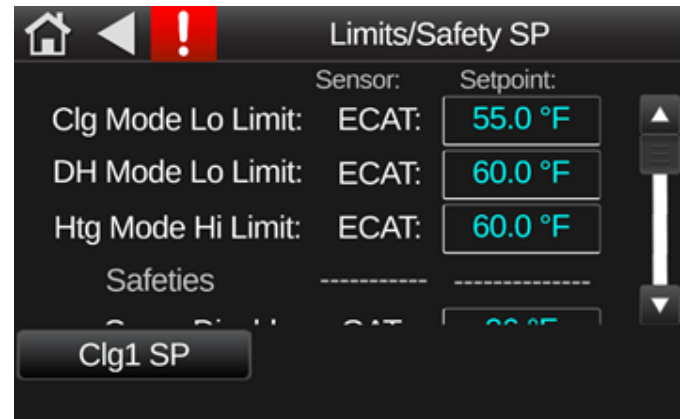 Limits/Safety SP
Sensor: Setpoint:
Clg Mode Lo Limit: ECAT: 55.0 °F
DH Mode Lo Limit: ECAT: 60.0 °F
Htg Mode Hi Limit: ECAT: 60.0 °F
Safeties ----------- --------------
Clg1 SP